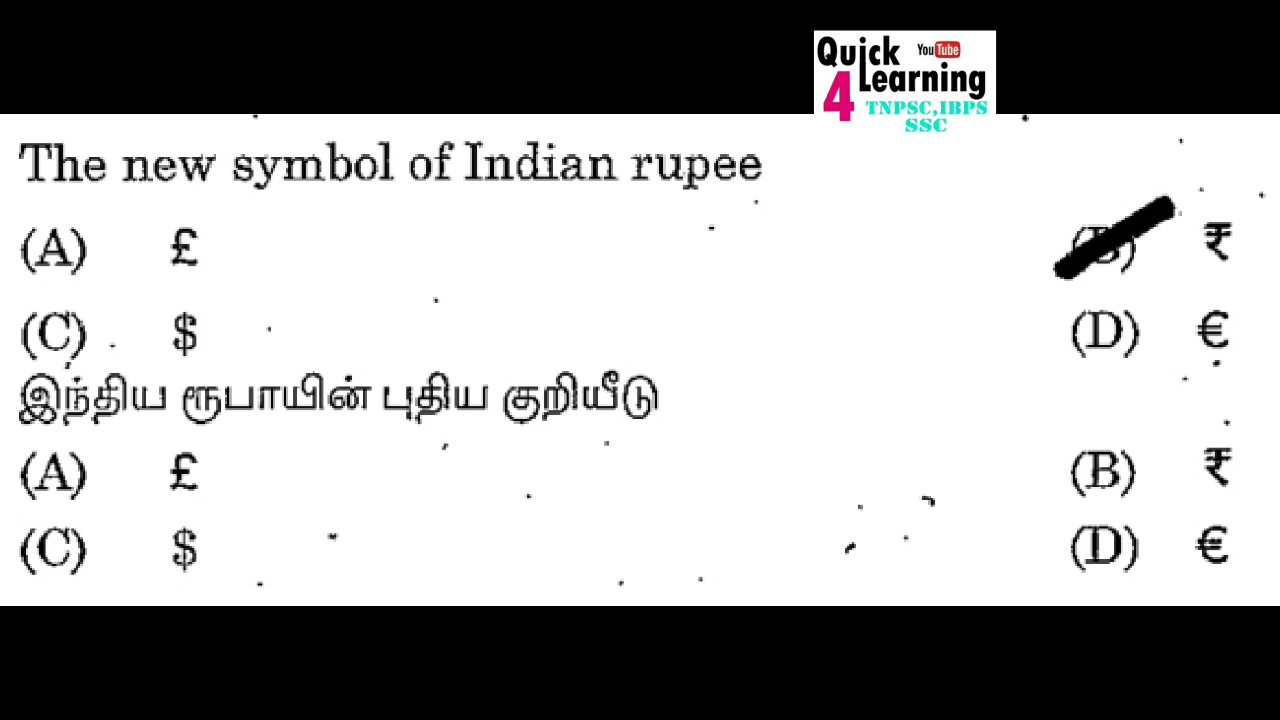 Quick YouTube
4 Learning
TNPSC,IBPS
SSC
The new symbol of Indian rupee
(A) £ (B) ₹
(C) $ (D) €
இந்திய ரூபாயின் புதிய குறியீடு
(A) £ (B) ₹
(C) $ (D) €